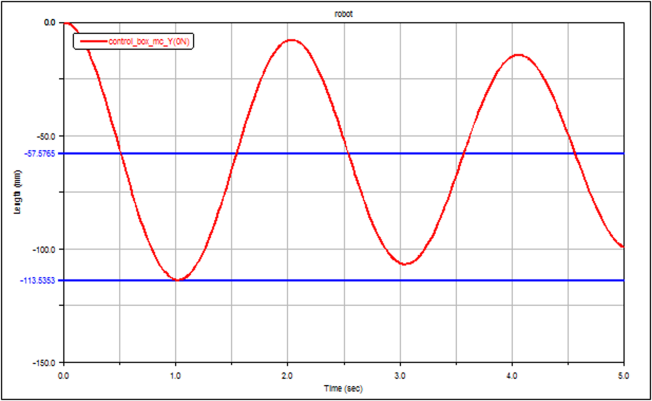 robot
control_box_mc_Y(ON)
0.0
-50.0
-57.5765
-100.0
-113.5353
-150.0
Length (mm)
0.0 1.0 2.0 3.0 4.0 5.0
Time (sec)